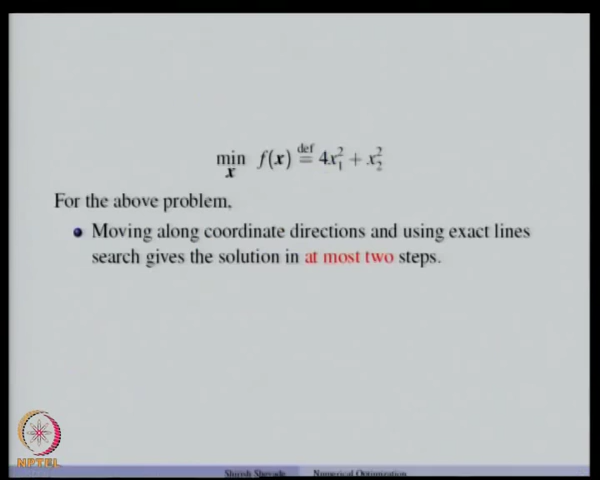 min f(x) def= 4x₁² + x₂²
x
For the above problem,
Moving along coordinate directions and using exact lines
search gives the solution in at most two steps.
NPTEL
Shirish Shevade Numerical Optimization